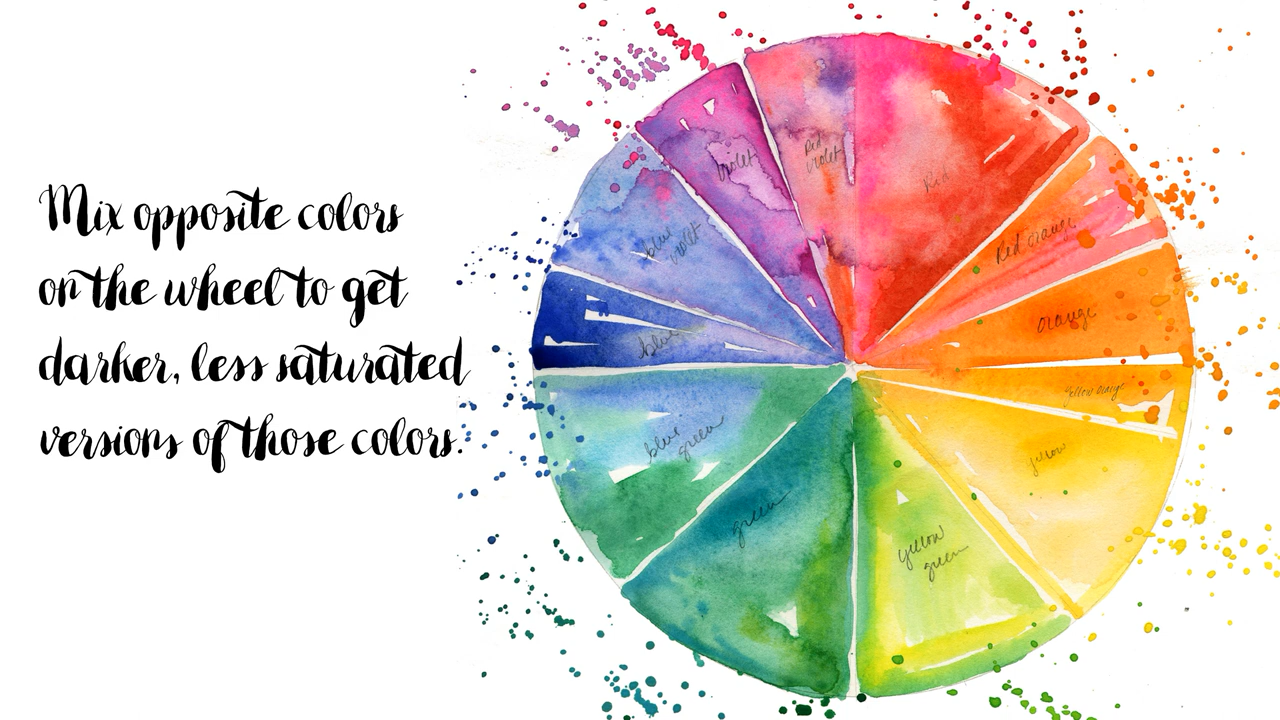 Mix opposite colors
on the wheel to get
darker, less saturated
versions of those colors.
violet
Red
violet
Red
blue
violet
Red orange
orange
blue
yellow orange
blue
green
yellow
green
yellow
green